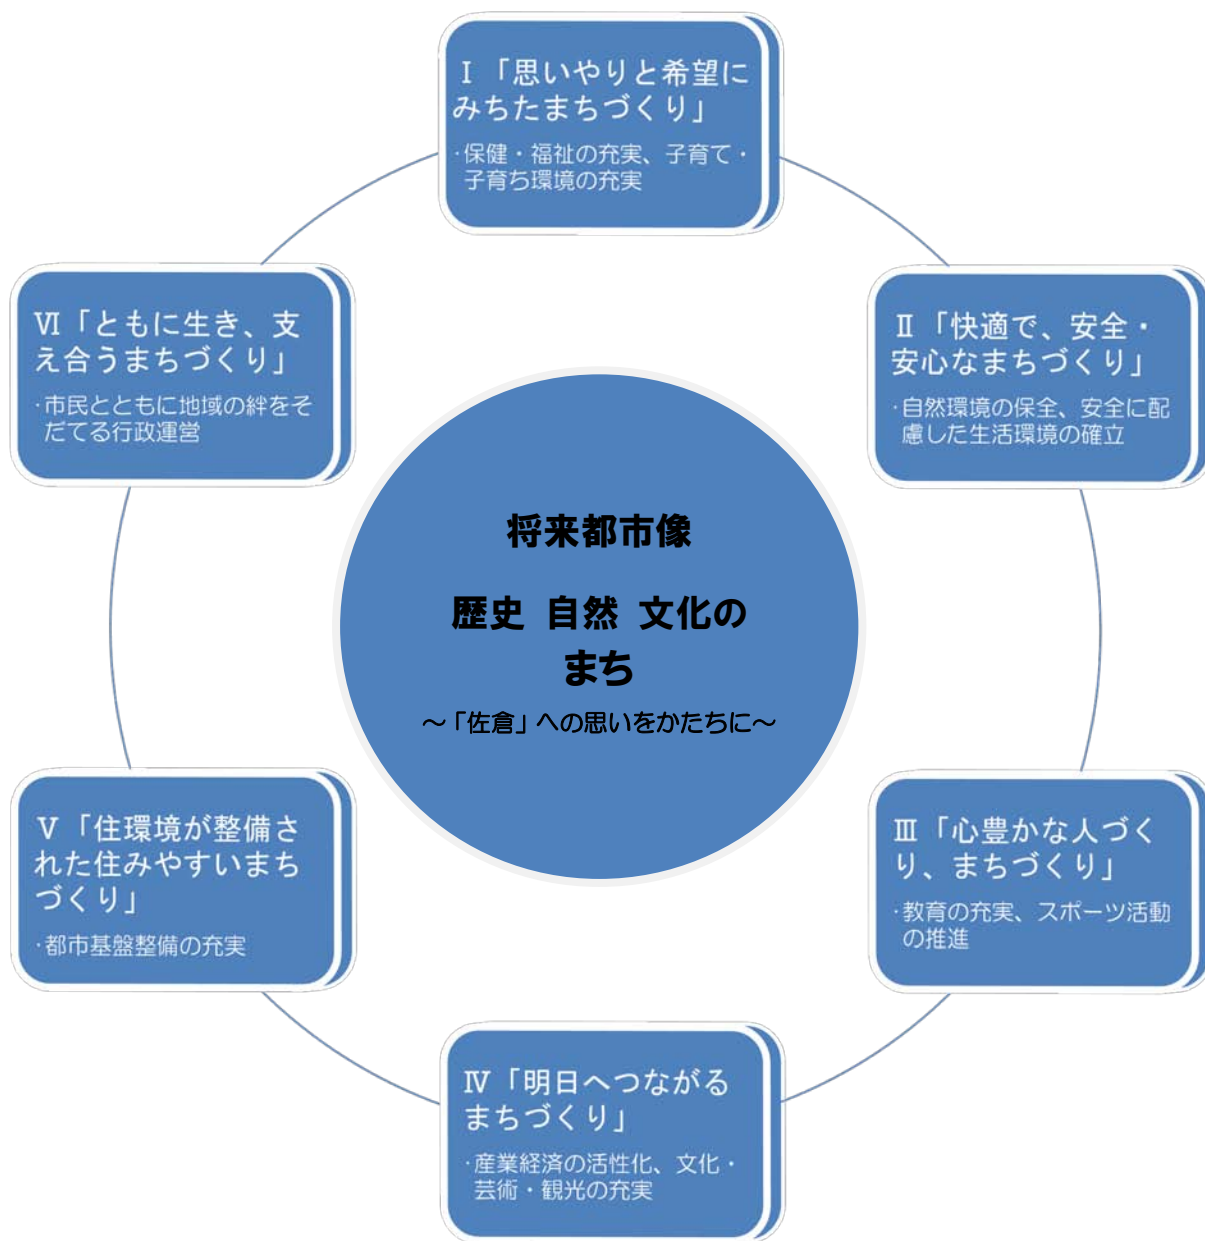 Ⅰ「思いやりと希望に
みちたまちづくり」
・保健・福祉の充実、子育て・
子育ち環境の充実
Ⅱ「快適で、安全・
安心なまちづくり」
・自然環境の保全、安全に配
慮した生活環境の確立
Ⅲ「心豊かな人づく
り、まちづくり」
・教育の充実、スポーツ活動
の推進
Ⅳ「明日へつながる
まちづくり」
・産業経済の活性化、文化・
芸術・観光の充実
Ⅴ「住環境が整備さ
れた住みやすいまち
づくり」
・都市基盤整備の充実
Ⅵ「ともに生き、支
え合うまちづくり」
・市民とともに地域の絆をそ
だてる行政運営
将来都市像
歴史 自然 文化の
まち
～「佐倉」への思いをかたちに～